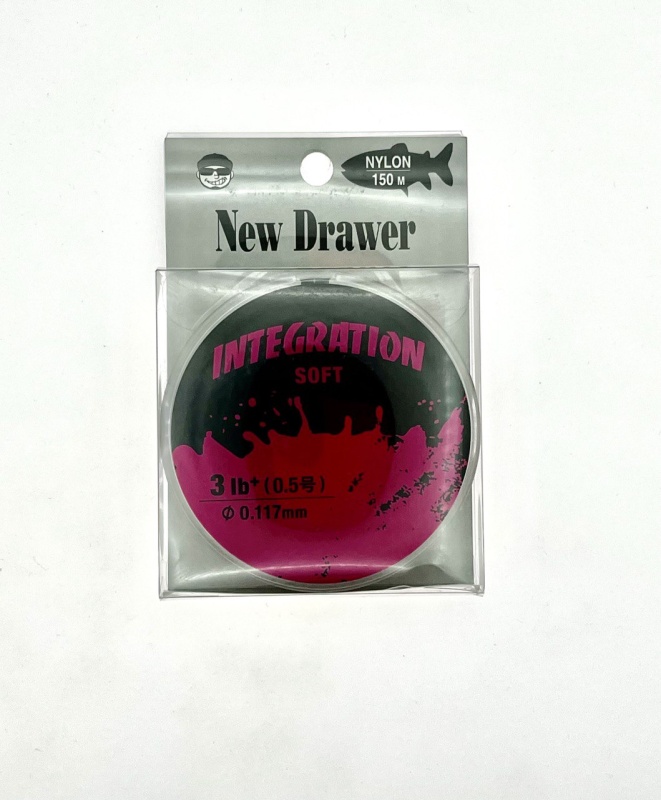 NYLON
150 M
New Drawer
INTEGRATION
SOFT
3 lb+ (0.5号)
Φ 0.117mm